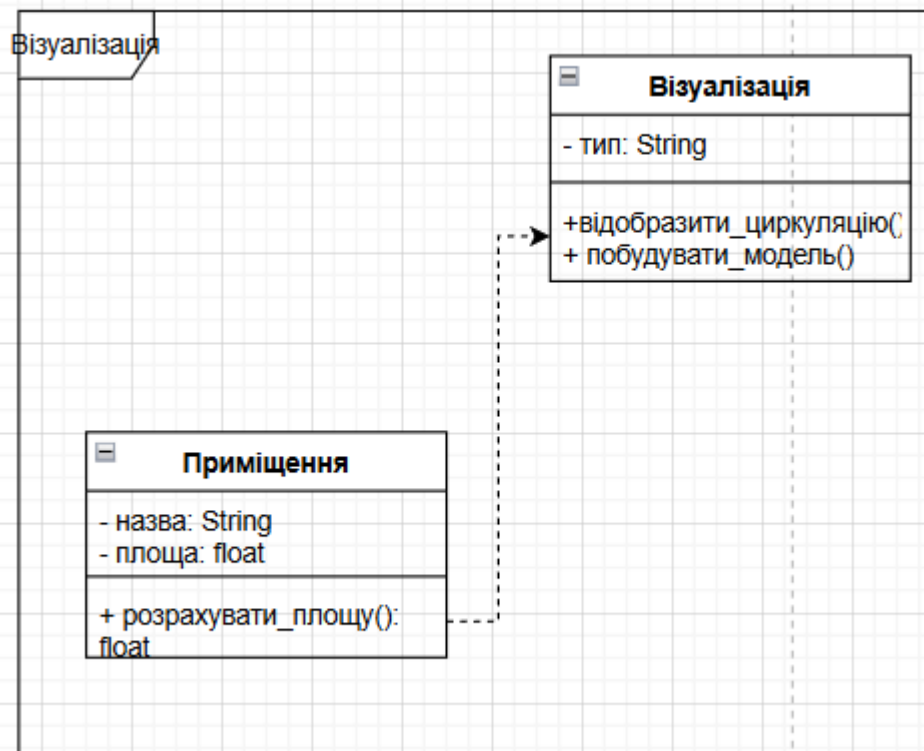 Візуалізація
Візуалізація
- тип: String
+відобразити_циркуляцію()
+ побудувати_модель()
Приміщення
- назва: String
- площа: float
+ розрахувати_площу():
float